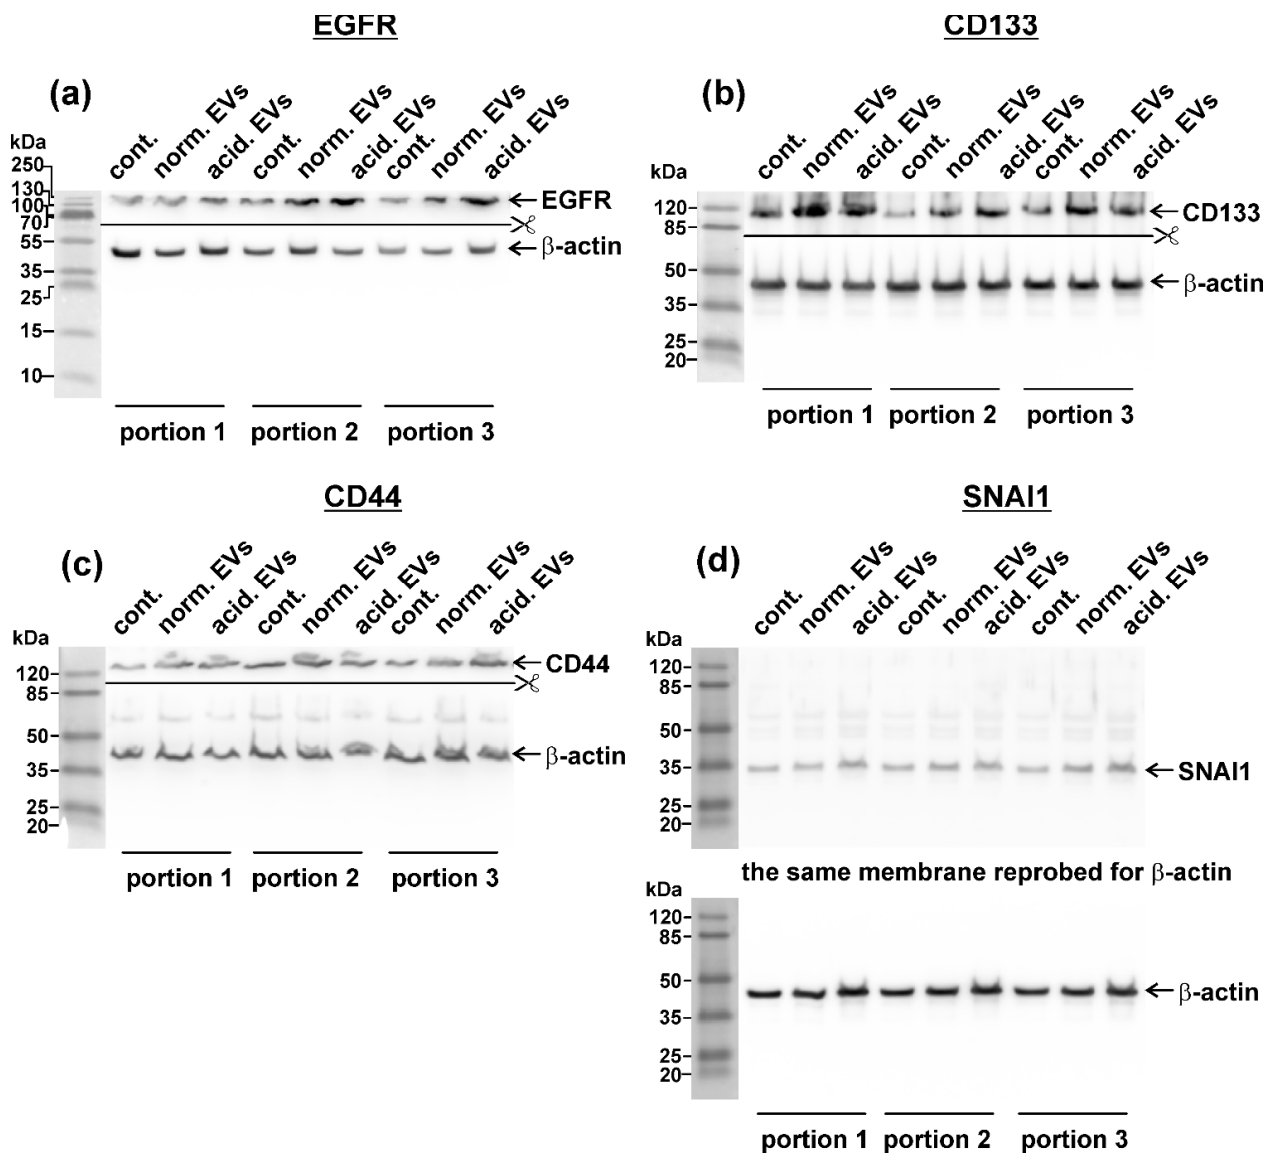 EGFR
(a)
cont. norm. EVs acid. EVs cont. norm. EVs acid. EVs cont. norm. EVs acid. EVs
kDa
250
130
100
70
55
35
25
15
10
EGFR
β-actin
portion 1 portion 2 portion 3
CD133
(b)
cont. norm. EVs acid. EVs cont. norm. EVs acid. EVs cont. norm. EVs acid. EVs
kDa
120
85
50
35
25
20
CD133
β-actin
portion 1 portion 2 portion 3
CD44
(c)
cont. norm. EVs acid. EVs cont. norm. EVs acid. EVs cont. norm. EVs acid. EVs
kDa
120
85
50
35
25
20
CD44
β-actin
portion 1 portion 2 portion 3
SNAI1
(d)
cont. norm. EVs acid. EVs cont. norm. EVs acid. EVs cont. norm. EVs acid. EVs
kDa
120
85
50
35
25
20
SNAI1
the same membrane reprobed for β-actin
kDa
120
85
50
35
25
20
β-actin
portion 1 portion 2 portion 3